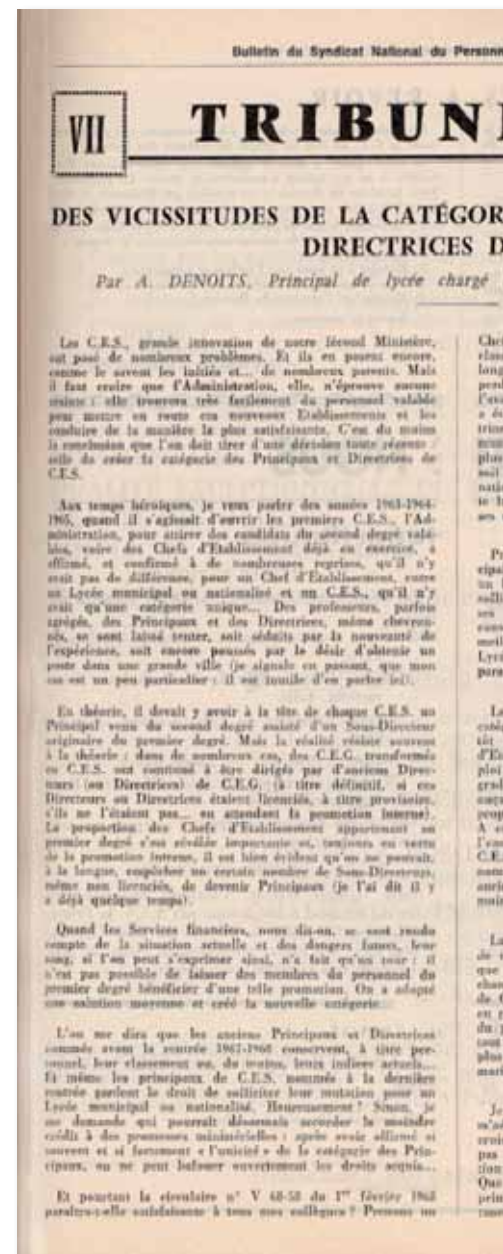 Bulletin du Syndicat National du Personn
VII
TRIBUN
DES VICISSITUDES DE LA CATÉGOR
DIRECTRICES D
Par A. DENOITS, Principal de lycée chargé
Les C.E.S., grande innovation de notre fécond Ministère,
ont posé de nombreux problèmes. Et ils en posent encore,
comme le savent les initiés et... de nombreux parents. Mais
il faut croire que l'Administration, elle, n'éprouve aucune
crainte : elle trouvera très facilement du personnel valable
pour mettre en route ces nouveaux Etablissements et les
conduire de la manière la plus satisfaisante. C'est du moins
la conclusion que l'on doit tirer d'une décision toute récente :
celle de créer la catégorie des Principaux et Directrices de
C.E.S.
Aux temps héroïques, je veux parler des années 1963-1964-
1965, quand il s'agissait d'ouvrir les premiers C.E.S., l'Ad-
ministration, pour attirer des candidats du second degré vala-
bles, voire des Chefs d'Etablissement déjà en exercice, a
affirmé, et confirmé à de nombreuses reprises, qu'il n'y
avait pas de différence, pour un Chef d'Etablissement, entre
un Lycée municipal ou nationalisé et un C.E.S., qu'il n'y
avait qu'une catégorie unique... Des professeurs, parfois
agrégés, des Principaux et des Directrices, même chevron-
nés, se sont laissé tenter, soit séduits par la nouveauté de
l'expérience, soit encore poussés par le désir d'obtenir un
poste dans une grande ville (je signale en passant, que mon
cas est un peu particulier : il est inutile d'en parler ici).
En théorie, il devait y avoir à la tête de chaque C.E.S. un
Principal venu du second degré assisté d'un Sous-Directeur
originaire du premier degré. Mais la réalité résiste souvent
à la théorie : dans de nombreux cas, des C.E.G. transformés
en C.E.S. ont continué à être dirigés par d'anciens Direc-
teurs (ou Directrices) de C.E.G. (à titre définitif, si ces
Directeurs ou Directrices étaient licenciés, à titre provisoire,
s'ils ne l'étaient pas... en attendant la promotion interne).
La proportion des Chefs d'Etablissement appartenant au
premier degré s'est révélée importante et, toujours en vertu
de la promotion interne, il est bien évident qu'on ne pouvait,
à la longue, empêcher un certain nombre de Sous-Directeurs,
même non licenciés, de devenir Principaux (je l'ai dit il y
a déjà quelque temps).
Quand les Services financiers, nous dit-on, se sont rendu
compte de la situation actuelle et des dangers futurs, leur
sang, si l'on peut s'exprimer ainsi, n'a fait qu'un tour : il
n'est pas possible de laisser des membres du personnel du
premier degré bénéficier d'une telle promotion. On a adopté
une solution moyenne et créé la nouvelle catégorie.
L'on me dira que les anciens Principaux et Directrices
nommés avant la rentrée 1967-1968 conservent, à titre per-
sonnel, leur classement ou, du moins, leurs indices actuels...
Et même les principaux de C.E.S. nommés à la dernière
rentrée gardent le droit de solliciter leur mutation pour un
Lycée municipal ou nationalisé. Heureusement ! Sinon, je
me demande qui pourrait désormais accorder le moindre
crédit à des promesses ministérielles : après avoir affirmé si
souvent et si fortement « l'unicité » de la catégorie des Prin-
cipaux, on ne peut bafouer ouvertement les droits acquis...
Et pourtant la circulaire n° V 68-58 du 1er février 1968
paraîtra-t-elle satisfaisante à tous mes collègues ? Prenons un